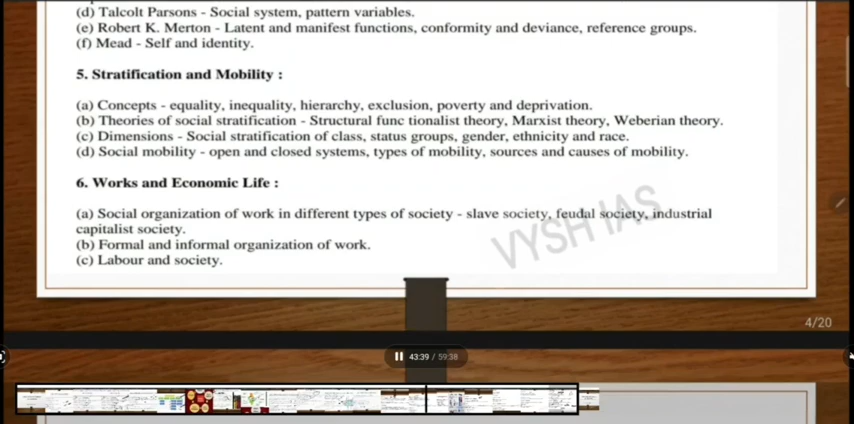 (d) Talcolt Parsons - Social system, pattern variables.
(e) Robert K. Merton - Latent and manifest functions, conformity and deviance, reference groups.
(f) Mead - Self and identity.
5. Stratification and Mobility :
(a) Concepts - equality, inequality, hierarchy, exclusion, poverty and deprivation.
(b) Theories of social stratification - Structural func tionalist theory, Marxist theory, Weberian theory.
(c) Dimensions - Social stratification of class, status groups, gender, ethnicity and race.
(d) Social mobility - open and closed systems, types of mobility, sources and causes of mobility.
6. Works and Economic Life :
(a) Social organization of work in different types of society - slave society, feudal society, industrial
capitalist society.
(b) Formal and informal organization of work.
(c) Labour and society.
VYSH IAS
4/20
43:39 / 59:38